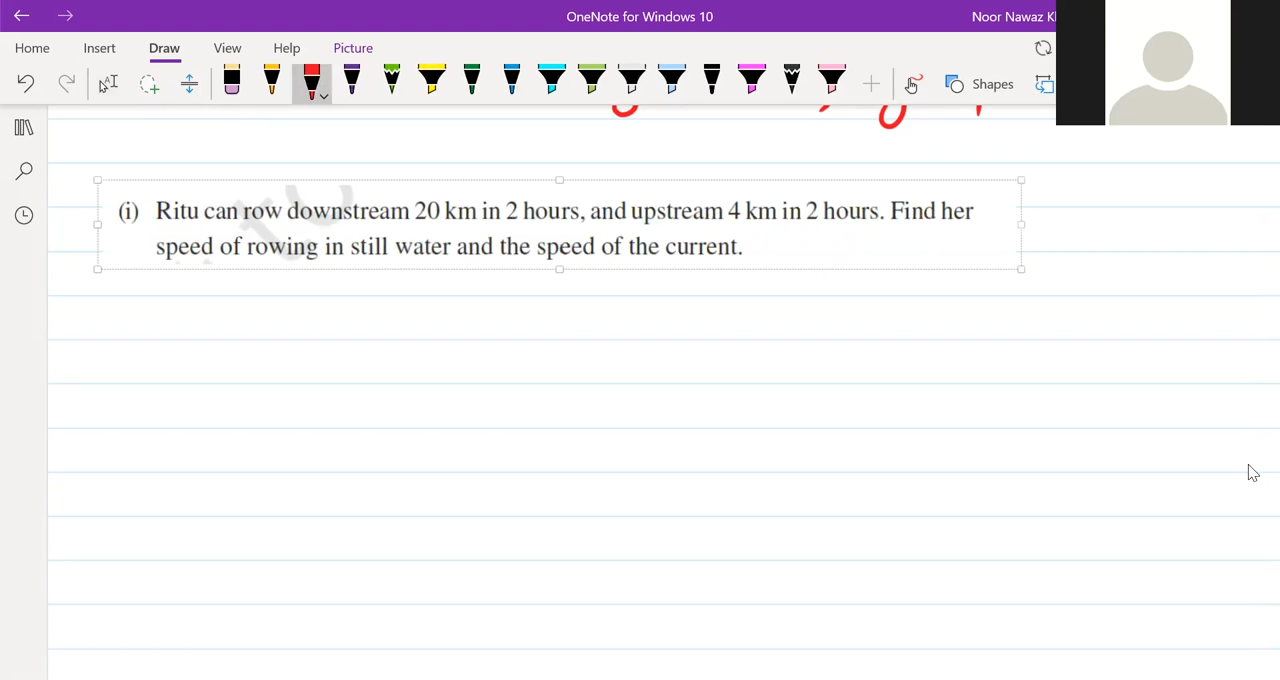 OneNote for Windows 10
Noor Nawaz
Home Insert Draw View Help Picture
Shapes
(i) Ritu can row downstream 20 km in 2 hours, and upstream 4 km in 2 hours. Find her
speed of rowing in still water and the speed of the current.